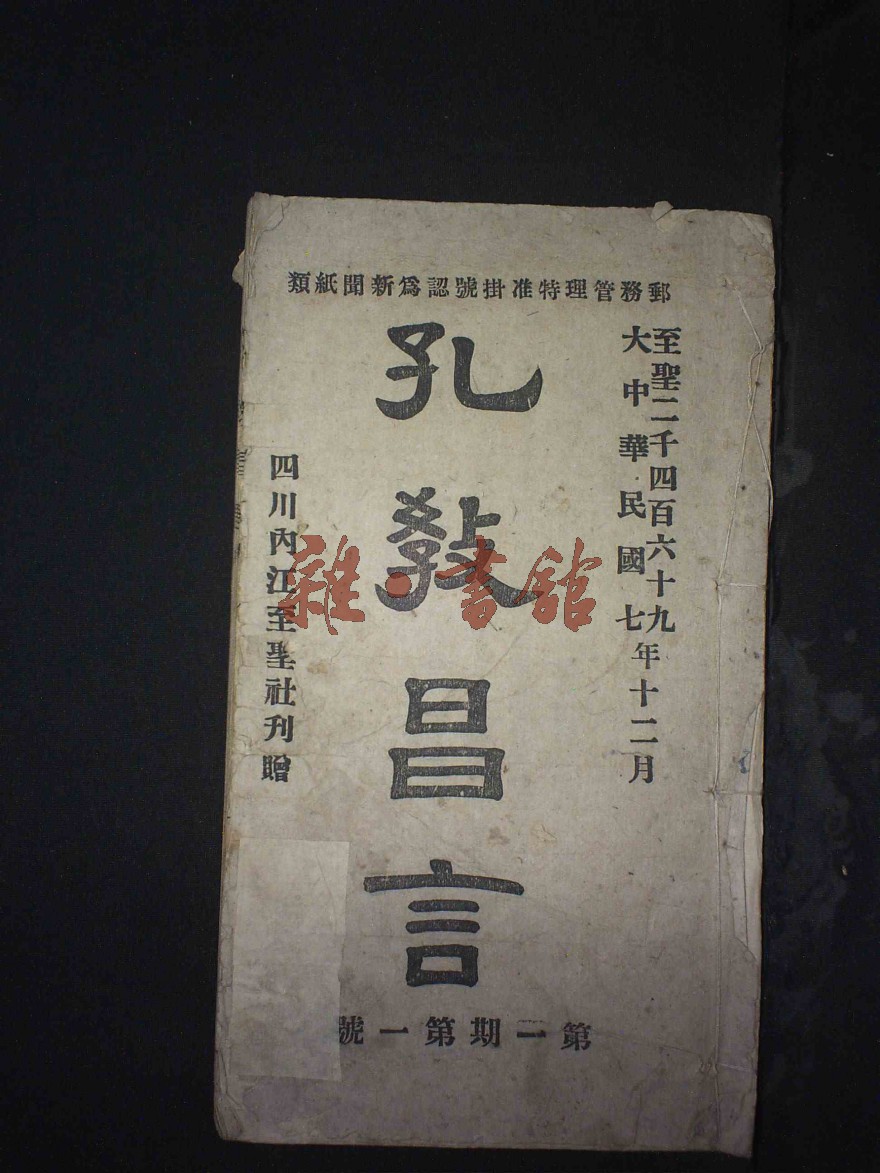 郵務管理特准掛號認爲新聞紙類
至聖二千四百六十九
大中華民國七年十二月
孔敎昌言
四川內江至聖社刊贈
第二期第一號
雜·書館